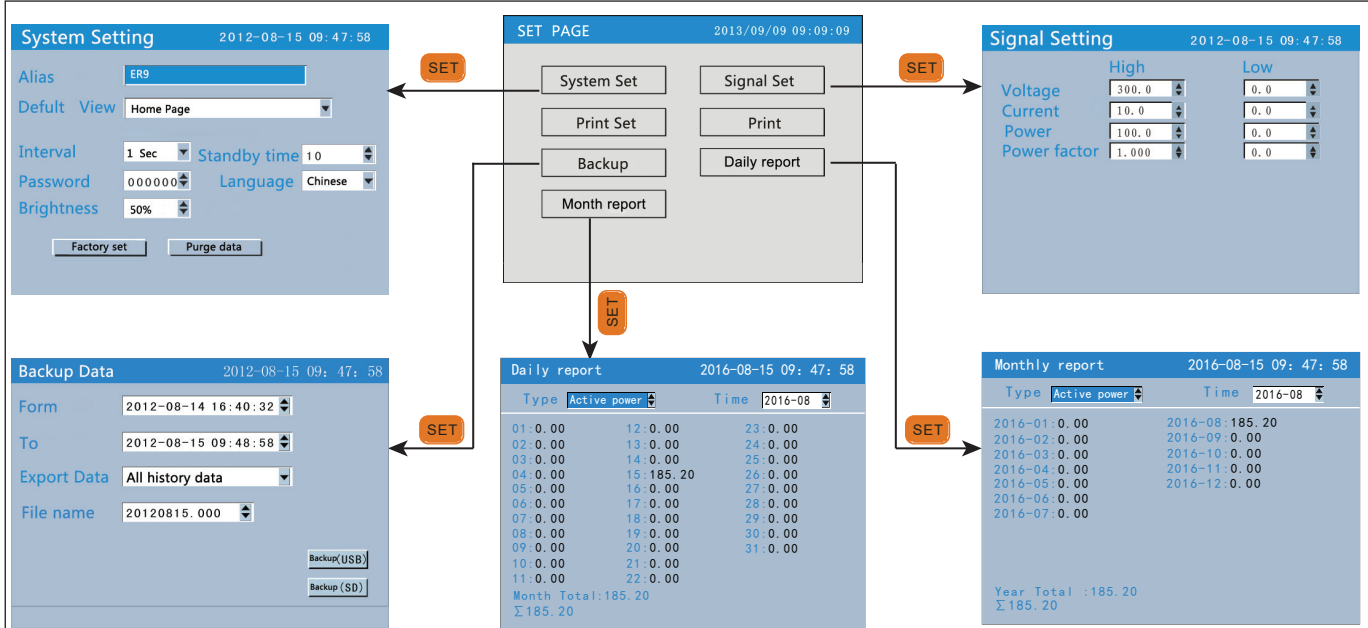 System Setting 2012-08-15 09:47:58
Alias ER9
Defult View Home Page
Interval 1 Sec Standby time 10
Password 000000 Language Chinese
Brightness 50%
Factory set Purge data
SET
SET PAGE 2013/09/09 09:09:09
System Set Signal Set
Print Set Print
Backup Daily report
Month report
SET
Signal Setting 2012-08-15 09:47:58
High Low
Voltage 300.0 0.0
Current 10.0 0.0
Power 100.0 0.0
Power factor 1.000 0.0
SET
Backup Data 2012-08-15 09: 47: 58
Form 2012-08-14 16:40:32
To 2012-08-15 09:48:58
Export Data All history data
File name 20120815.000
Backup(USB)
Backup (SD)
SET
Daily report 2016-08-15 09: 47: 58
Type Active power Time 2016-08
01:0.00 12:0.00 23:0.00
02:0.00 13:0.00 24:0.00
03:0.00 14:0.00 25:0.00
04:0.00 15:185.20 26:0.00
05:0.00 16:0.00 27:0.00
06:0.00 17:0.00 28:0.00
07:0.00 18:0.00 29:0.00
08:0.00 19:0.00 30:0.00
09:0.00 20:0.00 31:0.00
10:0.00 21:0.00
11:0.00 22:0.00
Month Total:185.20
Σ185.20
SET
Monthly report 2016-08-15 09: 47: 58
Type Active power Time 2016-08
2016-01:0.00 2016-08:185.20
2016-02:0.00 2016-09:0.00
2016-03:0.00 2016-10:0.00
2016-04:0.00 2016-11:0.00
2016-05:0.00 2016-12:0.00
2016-06:0.00
2016-07:0.00
Year Total :185.20
Σ185.20